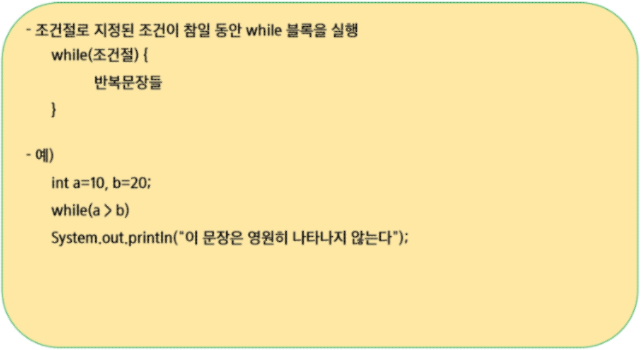 - 조건절로 지정된 조건이 참일 동안 while 블록을 실행
while(조건절) {
반복문장들
}
- 예)
int a=10, b=20;
while(a > b)
System.out.println("이 문장은 영원히 나타나지 않는다");